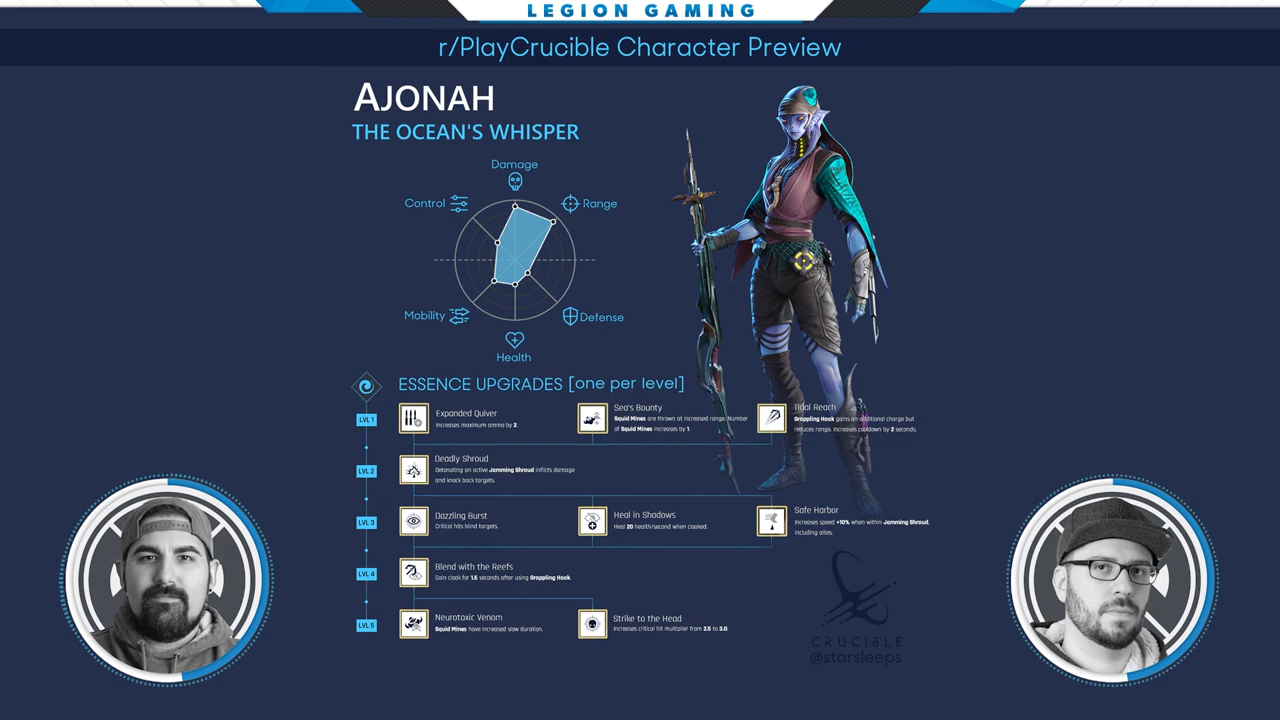 LEGION GAMING
r/PlayCrucible Character Preview
AJONAH
THE OCEAN'S WHISPER
Damage
Control
Range
Mobility
Defense
Health
ESSENCE UPGRADES [one per level]
LVL 1
Expanded Quiver
Increases maximum ammo by 2.
Sea's Bounty
Squid Mines are thrown at increased range. Number
of Squid Mines increases by 1.
Tidal Reach
Grappling Hook gains an additional charge but
reduces range. Increases cooldown by 2 seconds.
LVL 2
Deadly Shroud
Detonating an active Jamming Shroud inflicts damage
and knock back targets.
LVL 3
Dazzling Burst
Critical hits blind targets.
Heal in Shadows
Heal 20 health/second when cloaked.
Safe Harbor
Increases speed +10% when within Jamming Shroud,
including allies.
LVL 4
Blend with the Reefs
Gain cloak for 1.5 seconds after using Grappling Hook.
LVL 5
Neurotoxic Venom
Squid Mines have increased slow duration.
Strike to the Head
Increases critical hit multiplier from 2.5 to 3.0.
CRUCIBLE
@starsleeps